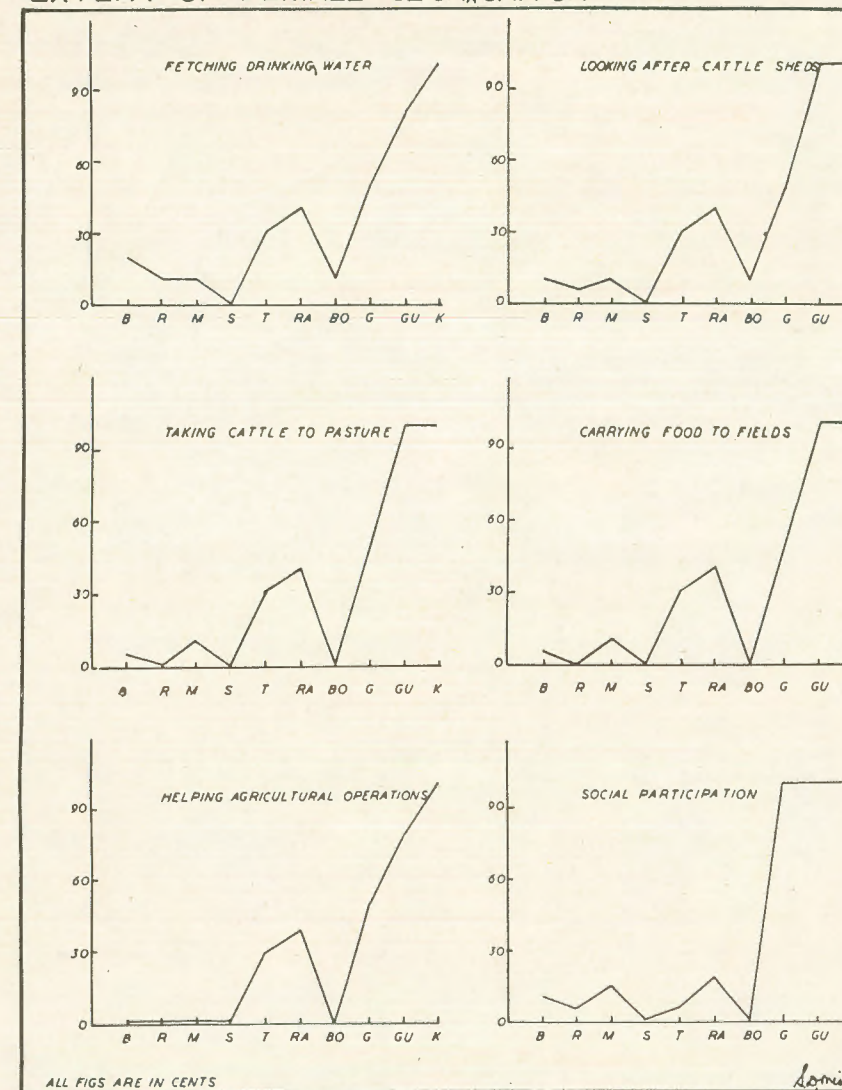 EXTENT OF FEMALE
FETCHING DRINKING WATER
90
60
30
0
B R M S T RA BO G GU K
LOOKING AFTER CATTLE SHEDS
90
60
30
0
B R M S T RA BO G GU
TAKING CATTLE TO PASTURE
90
60
30
0
B R M S T RA BO G GU K
CARRYING FOOD TO FIELDS
90
60
30
0
B R M S T RA BO G GU
HELPING AGRICULTURAL OPERATIONS
90
60
30
0
B R M S T RA BO G GU K
SOCIAL PARTICIPATION
90
60
30
0
B R M S T RA BO G GU
ALL FIGS ARE IN CENTS